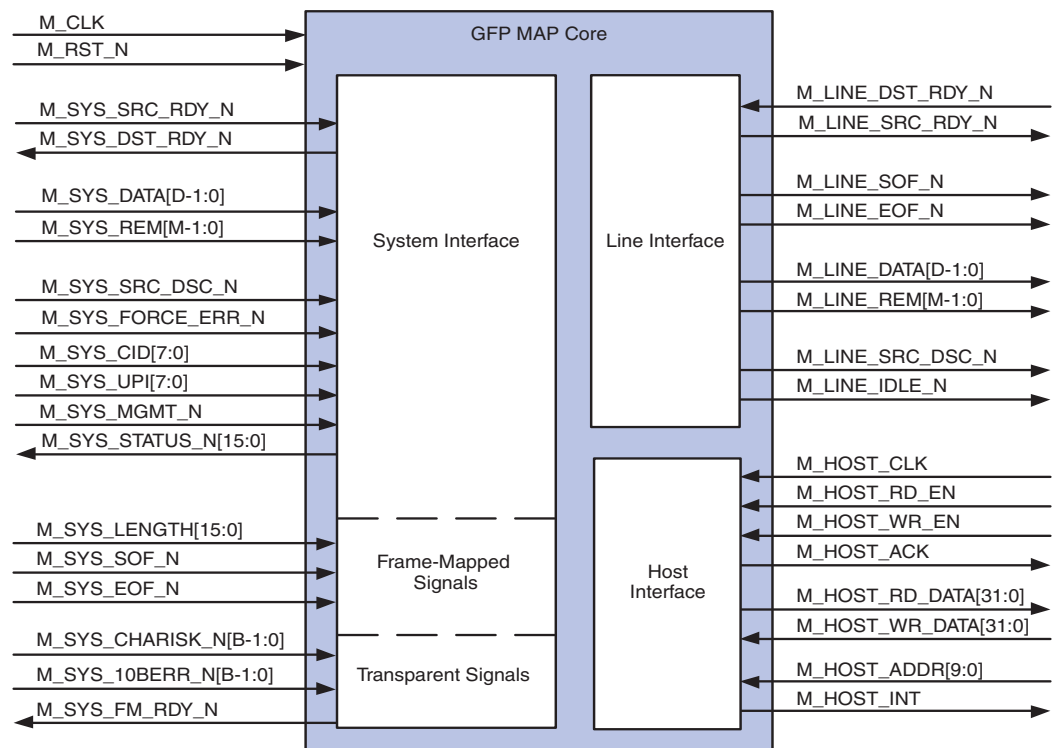 GFP MAP Core
M_CLK
M_RST_N
M_SYS_SRC_RDY_N
M_SYS_DST_RDY_N
M_SYS_DATA[D-1:0]
M_SYS_REM[M-1:0]
M_SYS_SRC_DSC_N
M_SYS_FORCE_ERR_N
M_SYS_CID[7:0]
M_SYS_UPI[7:0]
M_SYS_MGMT_N
M_SYS_STATUS_N[15:0]
M_SYS_LENGTH[15:0]
M_SYS_SOF_N
M_SYS_EOF_N
M_SYS_CHARISK_N[B-1:0]
M_SYS_10BERR_N[B-1:0]
M_SYS_FM_RDY_N
System Interface
Frame-Mapped
Signals
Transparent Signals
Line Interface
Host
Interface
M_LINE_DST_RDY_N
M_LINE_SRC_RDY_N
M_LINE_SOF_N
M_LINE_EOF_N
M_LINE_DATA[D-1:0]
M_LINE_REM[M-1:0]
M_LINE_SRC_DSC_N
M_LINE_IDLE_N
M_HOST_CLK
M_HOST_RD_EN
M_HOST_WR_EN
M_HOST_ACK
M_HOST_RD_DATA[31:0]
M_HOST_WR_DATA[31:0]
M_HOST_ADDR[9:0]
M_HOST_INT